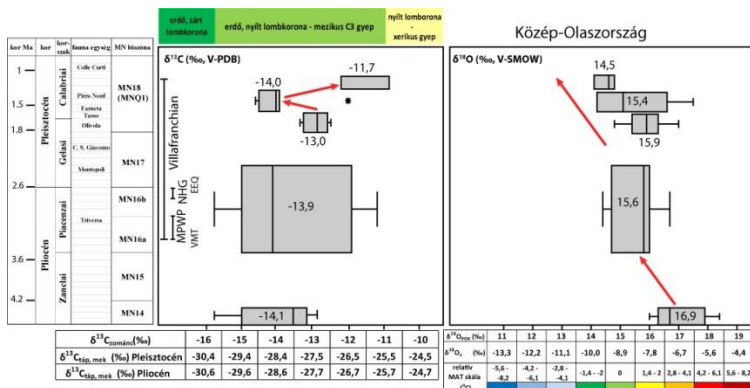 erdő, zárt lombkorona
erdő, nyílt lombkorona - mezikus C3 gyep
nyílt lomborona - xerikus gyep
Közép-Olaszország
kor Ma kor kor-szak fauna egység MN biozóna
δ¹³C (‰, V-PDB)
δ¹⁸O (‰, V-SMOW)
1
1.5
1.8
2.6
3.6
4.2
Pleisztocén
Pliocén
Calabriai
Gelasi
Piacenzai
Zanclai
Colle Curti
Pirro Nord
Farneta
Tasso
Olivola
C. S. Giacomo
Montopoli
Triversa
MN18 (MNQ1)
MN17
MN16b
MN16a
MN15
MN14
Villafranchian
NHG
EEQ
MPWP
VMT
-11,7
-14,0
-13,0
-13,9
-14,1
14,5
15,4
15,9
15,6
16,9
δ¹³Czománc(‰) -16 -15 -14 -13 -12 -11 -10
δ¹³Ctáp, mek (‰) Pleisztocén -30,4 -29,4 -28,4 -27,5 -26,5 -25,5 -24,5
δ¹³Ctáp, mek (‰) Pliocén -30,6 -29,6 -28,6 -27,7 -26,7 -25,7 -24,7
(‰) 11 12 13 14 15 16 17 18 19
(‰) -13,3 -12,2 -11,1 -10,0 -8,9 -7,8 -6,7 -5,6 -4,4
relatív MAT skála -5,6 - -8,2 -4,2 - -6,1 -2,8 - -4,1 -1,4 - -2 0 1,4 - 2 2,8 - 4,1 4,2 - 6,1 5,6 - 8,2